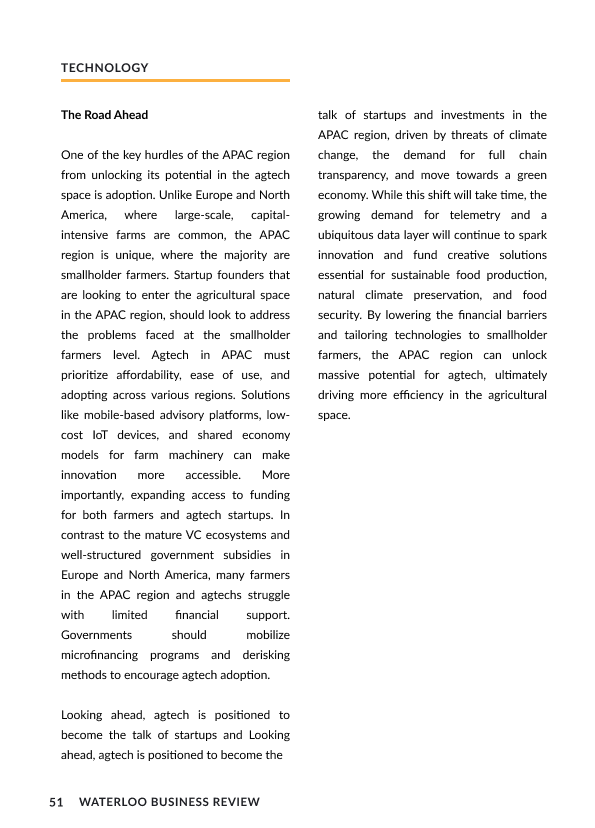 TECHNOLOGY
The Road Ahead
One of the key hurdles of the APAC region
from unlocking its potential in the agtech
space is adoption. Unlike Europe and North
America, where large-scale, capital-
intensive farms are common, the APAC
region is unique, where the majority are
smallholder farmers. Startup founders that
are looking to enter the agricultural space
in the APAC region, should look to address
the problems faced at the smallholder
farmers level. Agtech in APAC must
prioritize affordability, ease of use, and
adopting across various regions. Solutions
like mobile-based advisory platforms, low-
cost IoT devices, and shared economy
models for farm machinery can make
innovation more accessible. More
importantly, expanding access to funding
for both farmers and agtech startups. In
contrast to the mature VC ecosystems and
well-structured government subsidies in
Europe and North America, many farmers
in the APAC region and agtechs struggle
with limited financial support.
Governments should mobilize
microfinancing programs and derisking
methods to encourage agtech adoption.
Looking ahead, agtech is positioned to
become the talk of startups and Looking
ahead, agtech is positioned to become the
talk of startups and investments in the
APAC region, driven by threats of climate
change, the demand for full chain
transparency, and move towards a green
economy. While this shift will take time, the
growing demand for telemetry and a
ubiquitous data layer will continue to spark
innovation and fund creative solutions
essential for sustainable food production,
natural climate preservation, and food
security. By lowering the financial barriers
and tailoring technologies to smallholder
farmers, the APAC region can unlock
massive potential for agtech, ultimately
driving more efficiency in the agricultural
space.
51 WATERLOO BUSINESS REVIEW